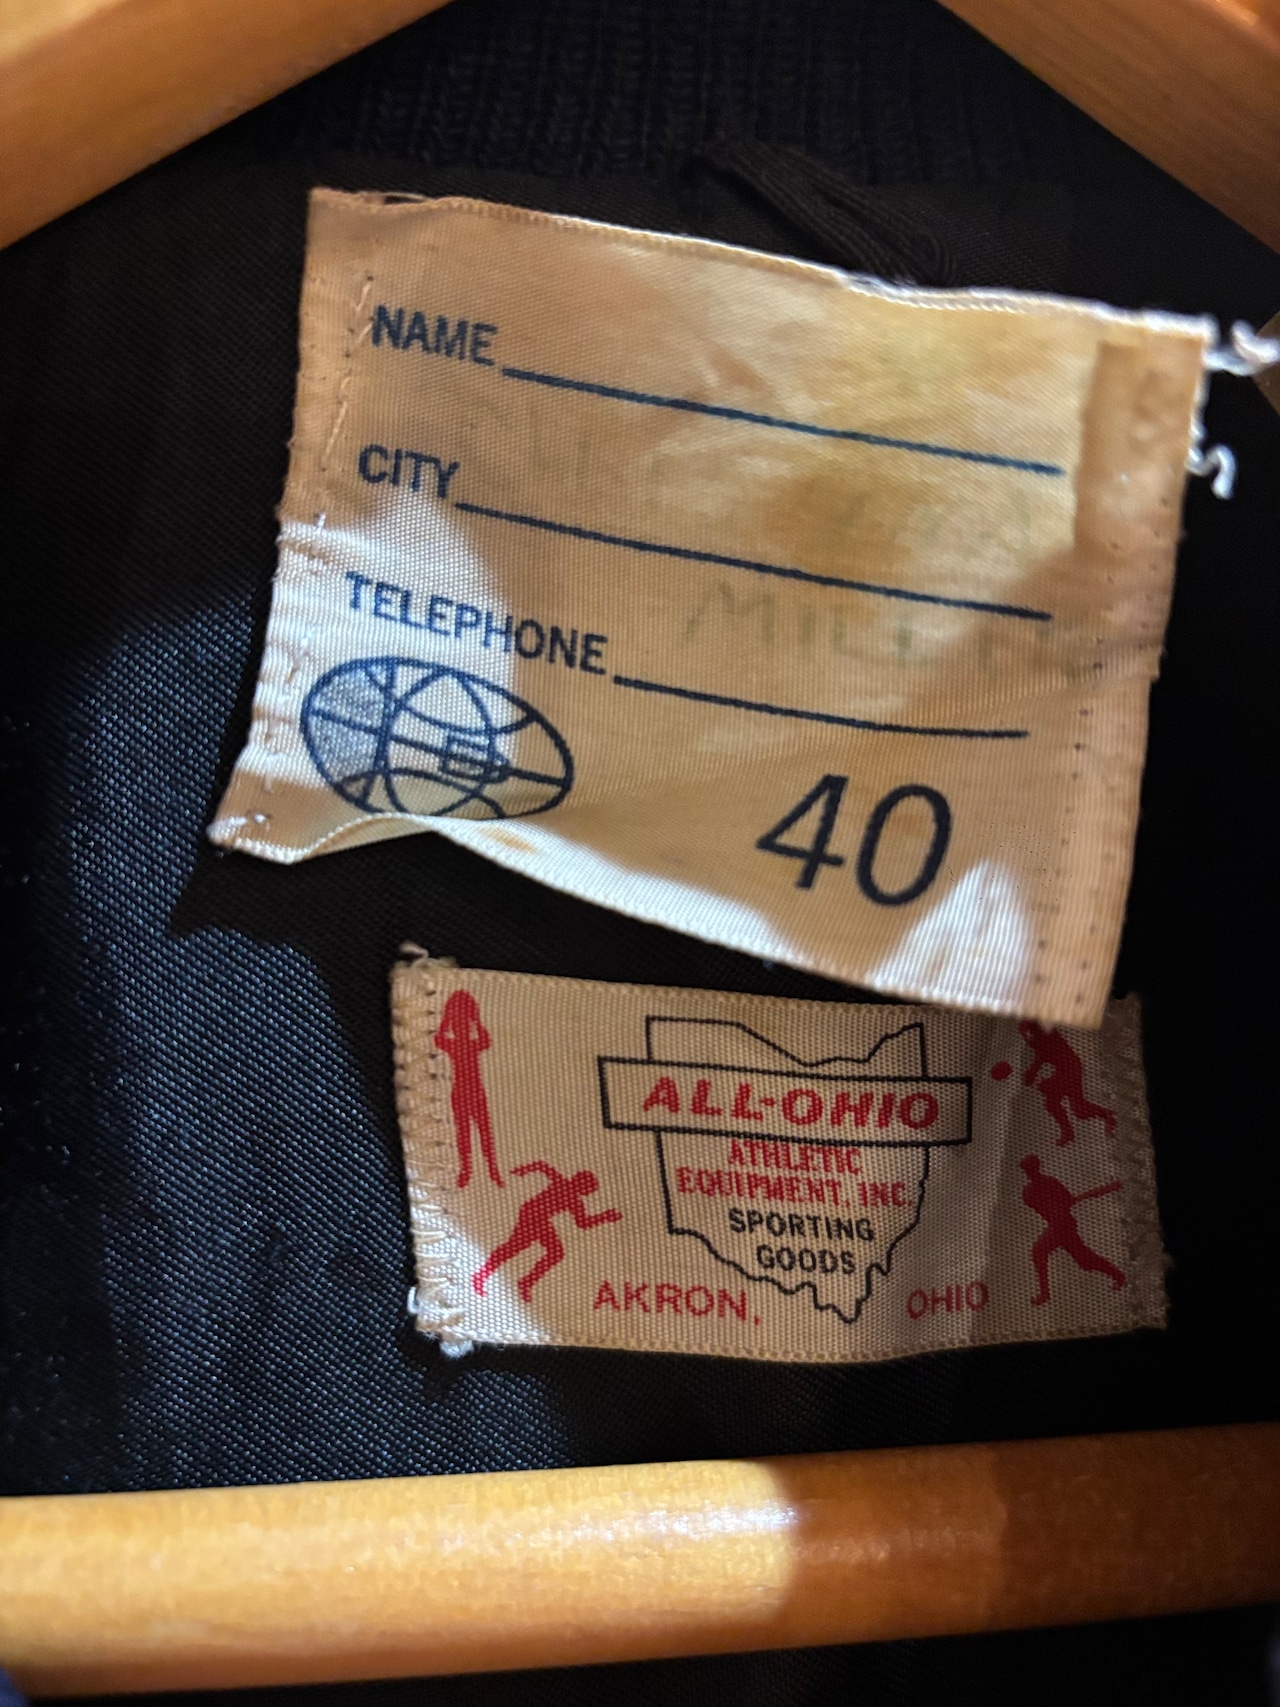 NAME
CITY
TELEPHONE
40
ALL-OHIO
ATHLETIC
EQUIPMENT, INC.
SPORTING
GOODS
AKRON, OHIO